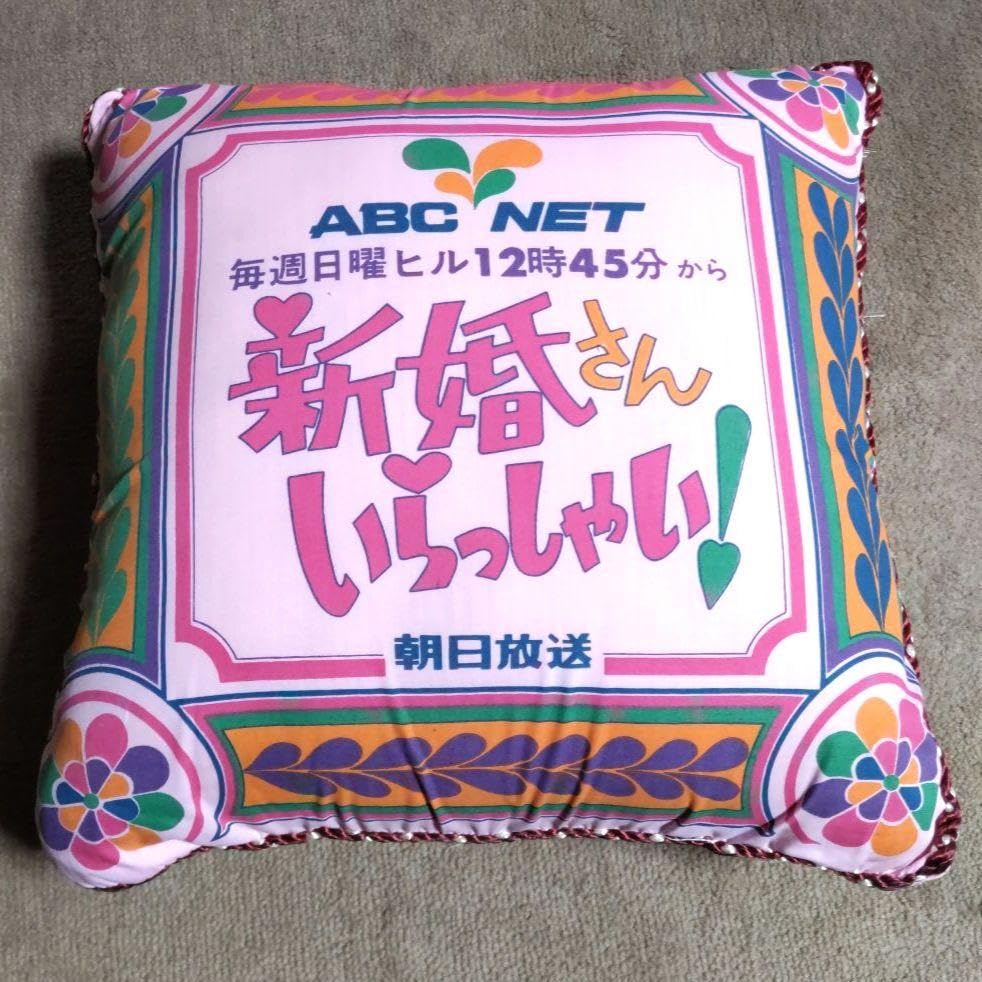 ABC NET
毎週日曜ヒル12時45分から
新婚さん
いらっしゃい!
朝日放送